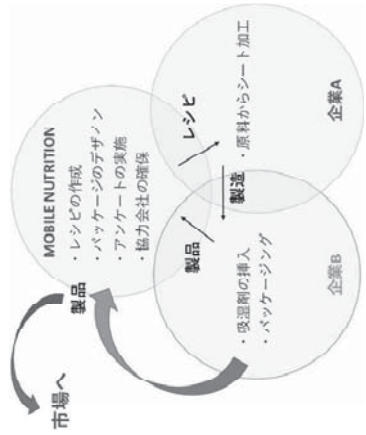 市場へ
製品
MOBILE NUTRITION
・レシピの作成
・パッケージのデザイン
・アンケートの実施
・協力会社の確保
レシピ
製品
製造
・吸湿剤の挿入
・パッケージング
企業B
・原料からシート加工
企業A